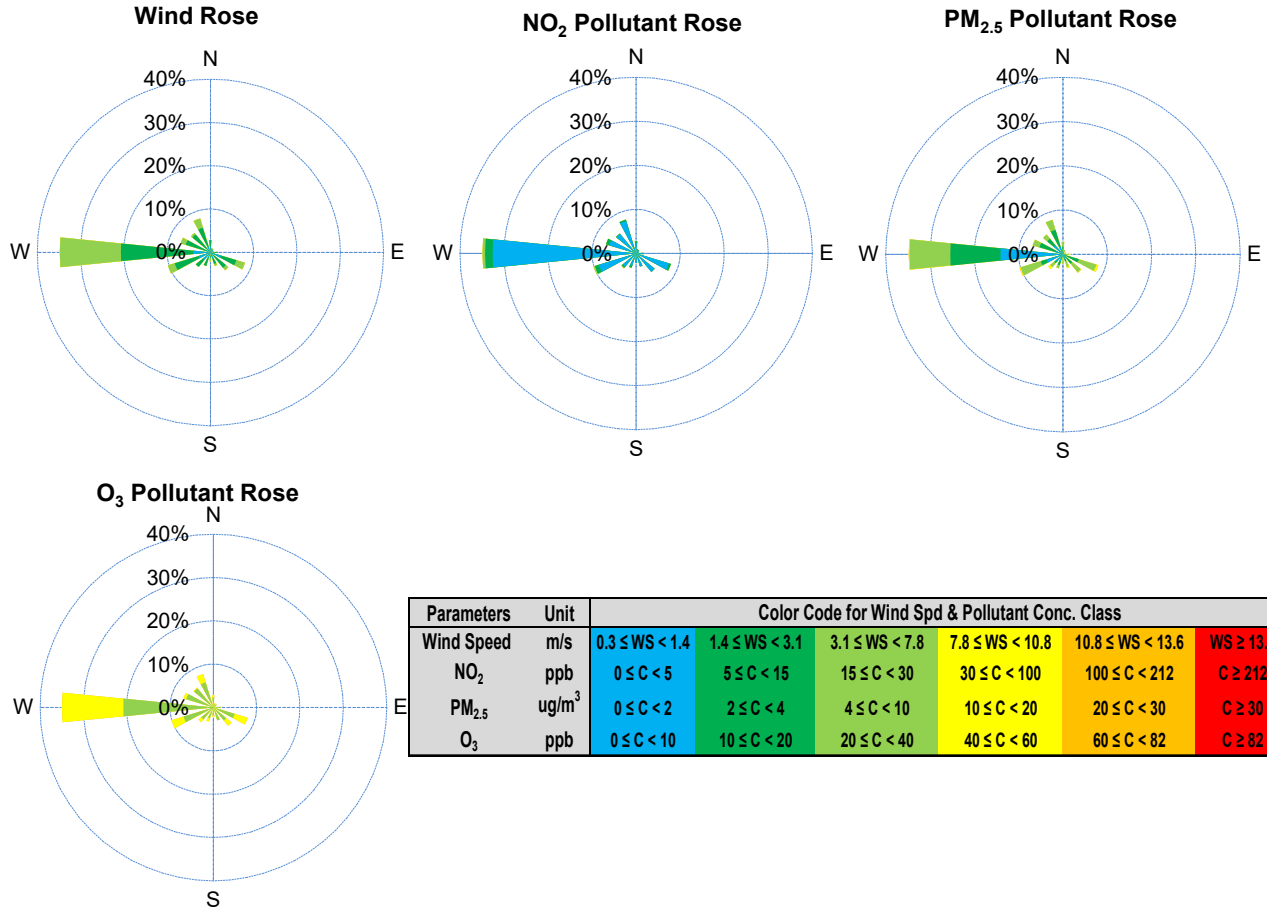 Wind Rose
N
40%
30%
20%
10%
0%
W
E
S
NO₂ Pollutant Rose
N
40%
30%
20%
10%
0%
W
E
S
PM₂.₅ Pollutant Rose
N
40%
30%
20%
10%
0%
W
E
S
O₃ Pollutant Rose
N
40%
30%
20%
10%
0%
W
E
S
Parameters Unit Color Code for Wind Spd & Pollutant Conc. Class
Wind Speed m/s 0.3 ≤ WS < 1.4 1.4 ≤ WS < 3.1 3.1 ≤ WS < 7.8 7.8 ≤ WS < 10.8 10.8 ≤ WS < 13.6 WS ≥ 13.
NO₂ ppb 0 ≤ C < 5 5 ≤ C < 15 15 ≤ C < 30 30 ≤ C < 100 100 ≤ C < 212 C ≥ 212
PM₂.₅ ug/m³ 0 ≤ C < 2 2 ≤ C < 4 4 ≤ C < 10 10 ≤ C < 20 20 ≤ C < 30 C ≥ 30
O₃ ppb 0 ≤ C < 10 10 ≤ C < 20 20 ≤ C < 40 40 ≤ C < 60 60 ≤ C < 82 C ≥ 82